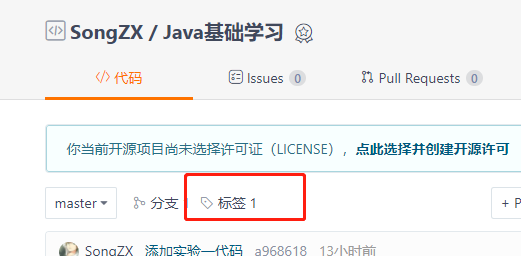 SongZX / Java基础学习
代码 Issues 0 Pull Requests 0
你当前开源项目尚未选择许可证（LICENSE），点此选择并创建开源许可
master 分支 标签 1 + P
SongZX 添加实验一代码 a968618 13小时前